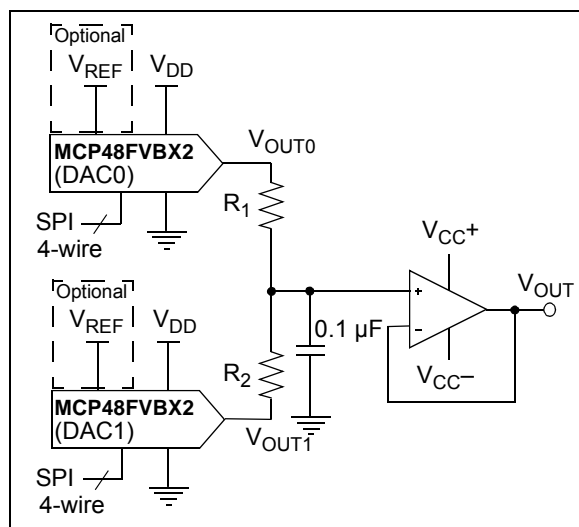 Optional
VREF VDD
MCP48FVBX2
(DAC0)
VOUT0
SPI
4-wire
R1
VCC+
VOUT
+
-
0.1 µF
VCC–
Optional
VREF VDD
R2
MCP48FVBX2
(DAC1)
VOUT1
SPI
4-wire